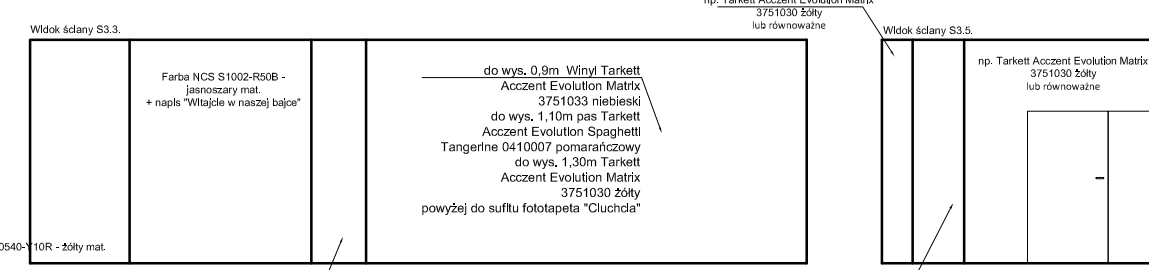 np. Tarkett Acczent Evolution Matrix
3751030 żółty
lub równoważne
Widok ściany S3.3.
Farba NCS S1002-R50B -
jasnoszary mat.
+ napis "Witajcie w naszej bajce"
do wys. 0,9m Winyl Tarkett
Acczent Evolution Matrix
3751033 niebieski
do wys. 1,10m pas Tarkett
Acczent Evolution Spaghetti
Tangerine 0410007 pomarańczowy
do wys. 1,30m Tarkett
Acczent Evolution Matrix
3751030 żółty
powyżej do sufitu fototapeta "Ciuchcia"
0540-Y10R - żółty mat.
Widok ściany S3.5.
np. Tarkett Acczent Evolution Matrix
3751030 żółty
lub równoważne